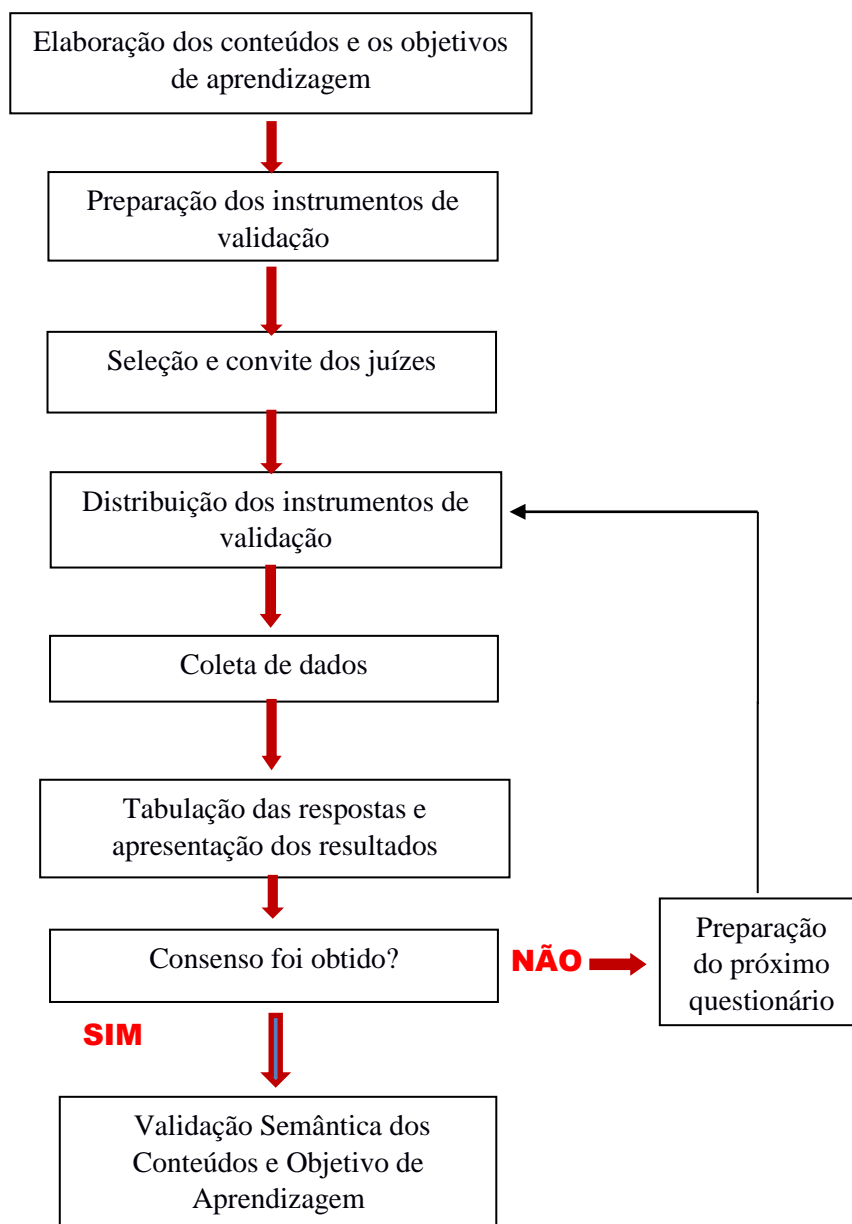 Elaboração dos conteúdos e os objetivos
de aprendizagem
Preparação dos instrumentos de
validação
Seleção e convite dos juízes
Distribuição dos instrumentos de
validação
Coleta de dados
Tabulação das respostas e
apresentação dos resultados
Consenso foi obtido?
NÃO
Preparação
do próximo
questionário
SIM
Validação Semântica dos
Conteúdos e Objetivo de
Aprendizagem